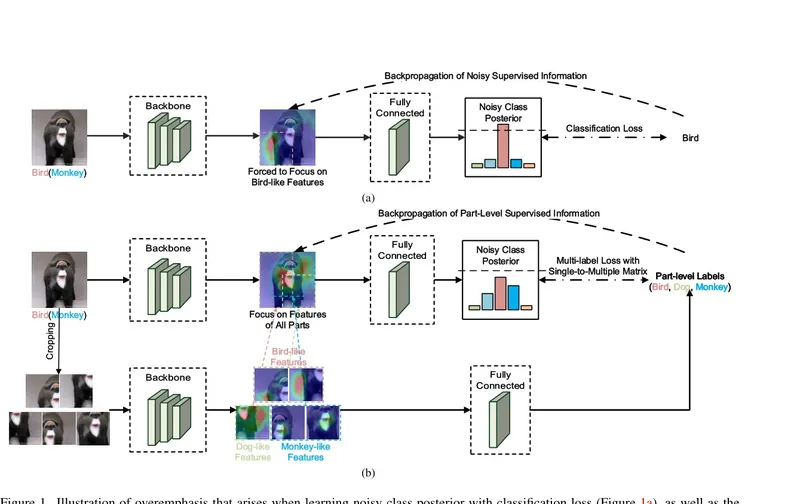 Backpropagation of Noisy Supervised Information
Backbone
Fully
Connected
Noisy Class
Posterior
Classification Loss
Bird
Bird(Monkey)
Forced to Focus on
Bird-like Features
(a)
Backpropagation of Part-Level Supervised Information
Backbone
Fully
Connected
Noisy Class
Posterior
Multi-label Loss with
Single-to-Multiple Matrix
Part-level Labels
(Bird, Dog, Monkey)
Bird(Monkey)
Focus on Features
of All Parts
Cropping
Bird-like
Features
Backbone
Fully
Connected
Dog-like
Features
Monkey-like
Features
(b)
Figure 1. Illustration of overemphasis that arises when learning noisy class posterior with classification loss (Figure 1a), as well as the